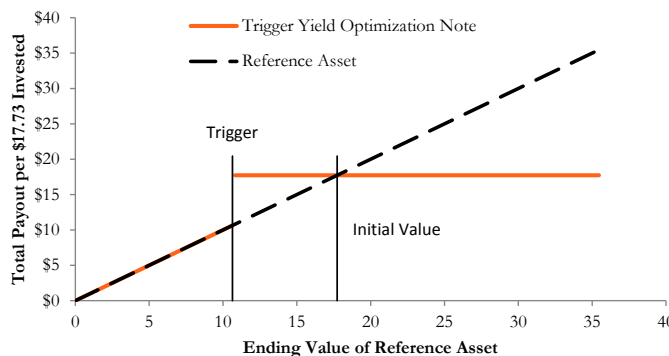 $40
$35
$30
$25
$20
$15
$10
$5
$0
Total Payout per $17.73 Invested
Trigger Yield Optimization Note
Reference Asset
Trigger
Initial Value
0 5 10 15 20 25 30 35 40
Ending Value of Reference Asset